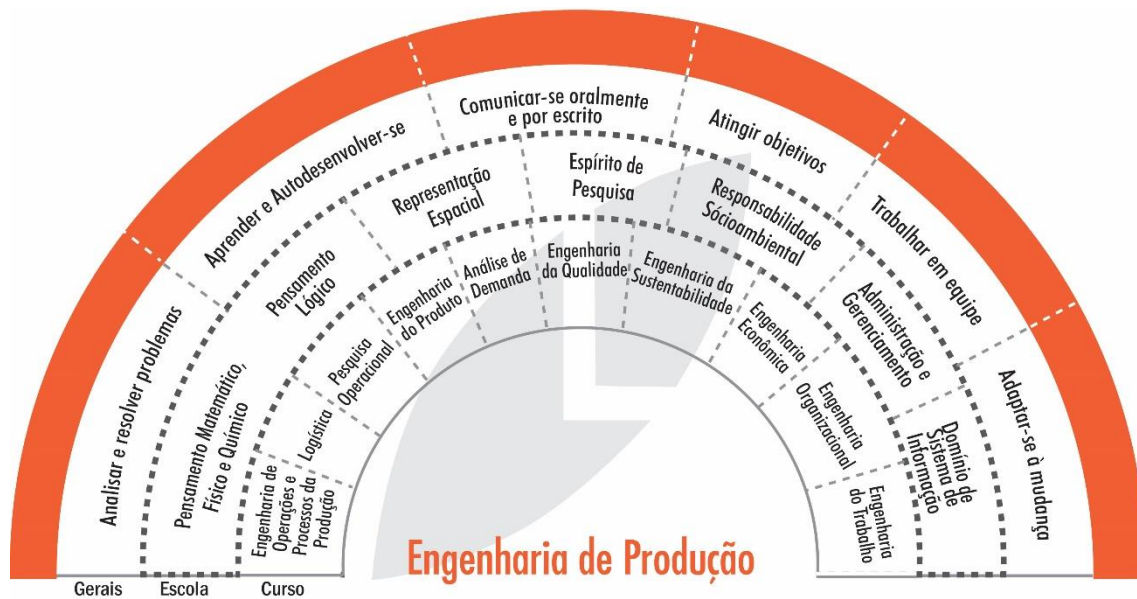 Analisar e resolver problemas
Aprender e Autodesenvolver-se
Comunicar-se oralmente
e por escrito
Atingir objetivos
Trabalhar em equipe
Adaptar-se à mudança
Pensamento Matemático,
Físico e Químico
Pensamento
Lógico
Representação
Espacial
Espírito de
Pesquisa
Responsabilidade
Sócioambiental
Administração e
Gerenciamento
Domínio de
Sistema de
Informação
Engenharia de
Operações e
Processos da
Produção
Logística
Pesquisa
Operacional
Engenharia
do Produto
Análise de
Demanda
Engenharia
da Qualidade
Engenharia da
Sustentabilidade
Engenharia
Econômica
Engenharia
Organizacional
Engenharia
do Trabalho
Engenharia de Produção
Gerais
Escola
Curso